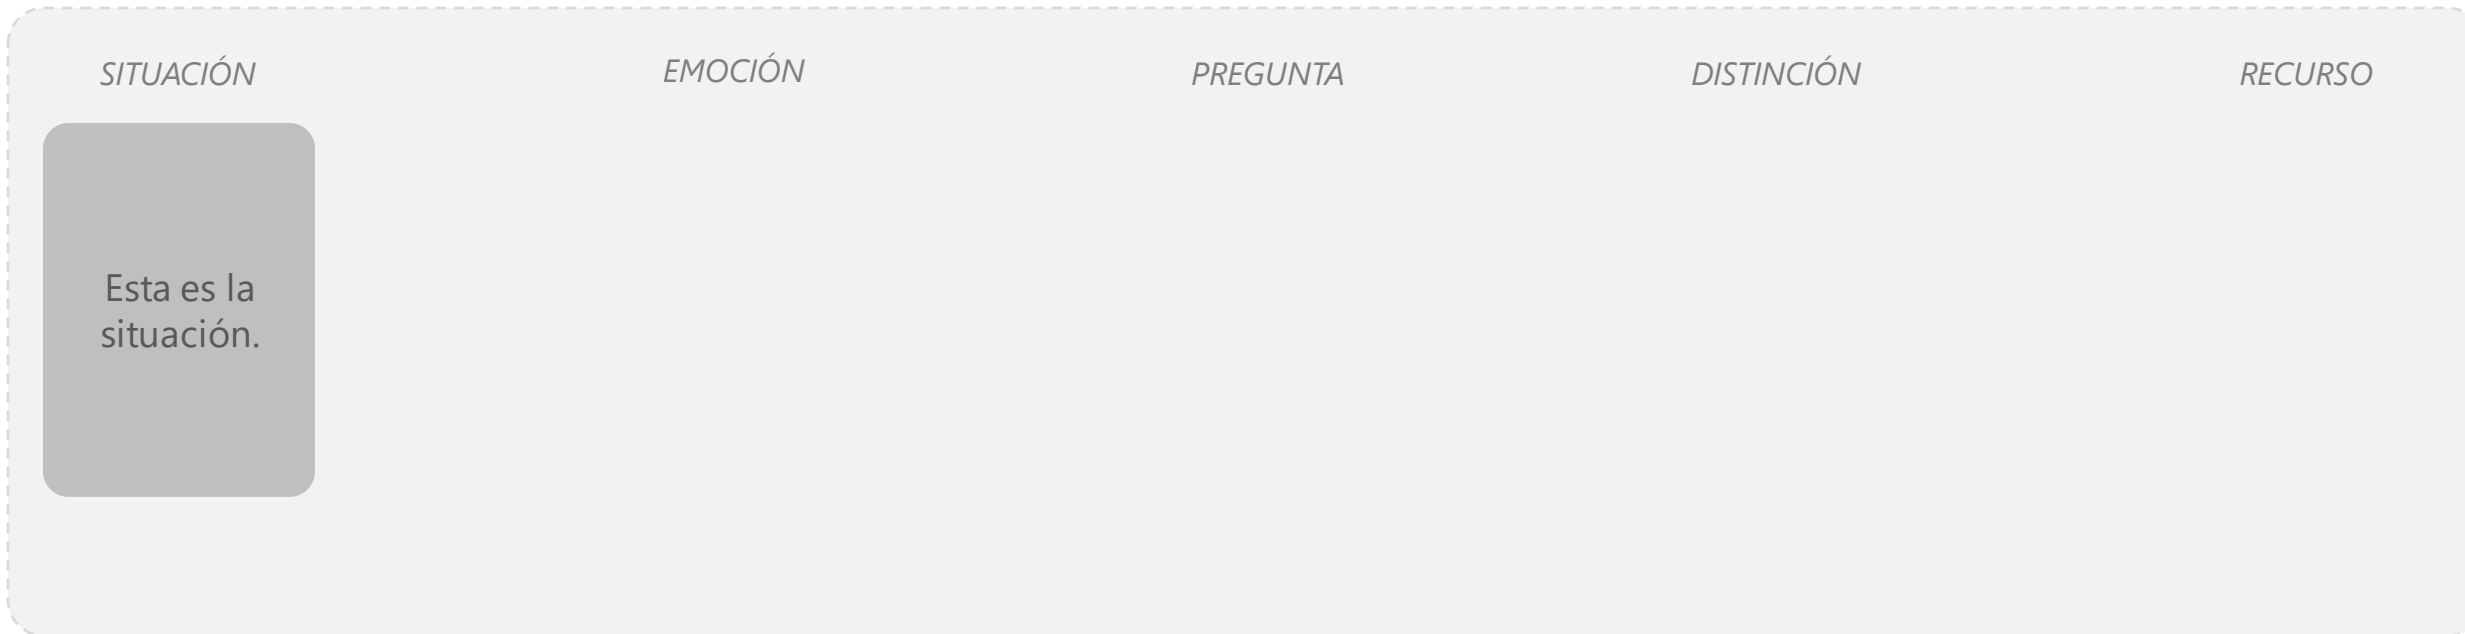 SITUACIÓN
EMOCIÓN
PREGUNTA
DISTINCIÓN
RECURSO
Esta es la
situación.